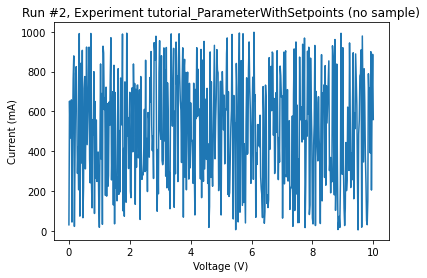 Run #2, Experiment tutorial_ParameterWithSetpoints (no sample)
1000
800
600
400
200
0
Current (mA)
0 2 4 6 8 10
Voltage (V)